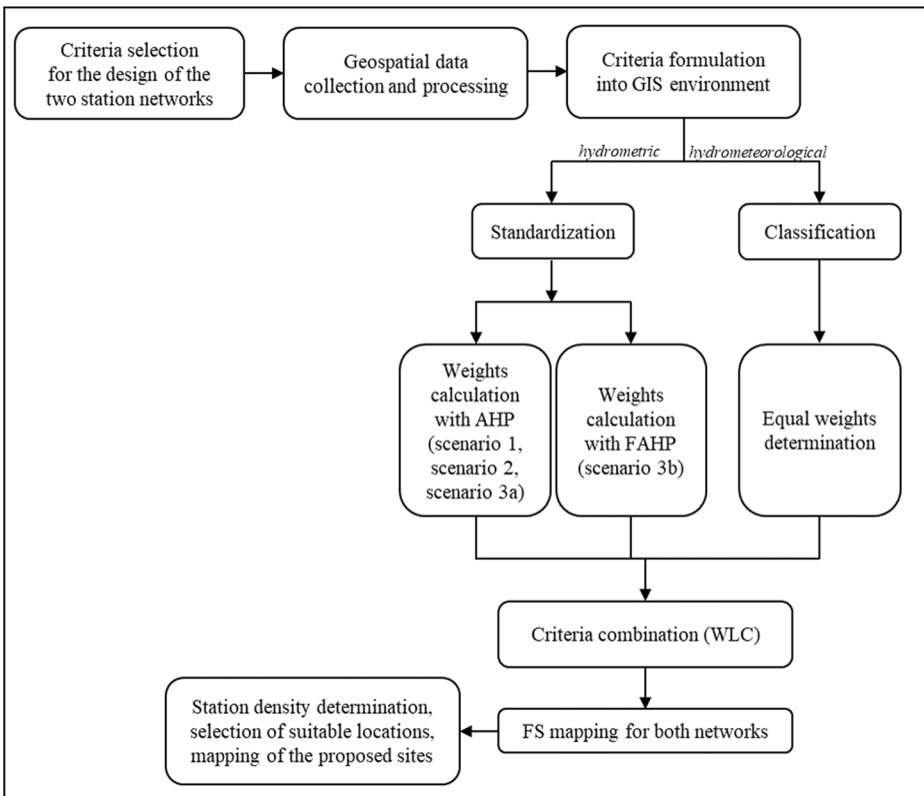 Criteria selection
for the design of the
two station networks
Geospatial data
collection and processing
Criteria formulation
into GIS environment
hydrometric
hydrometeorological
Standardization
Classification
Weights
calculation
with AHP
(scenario 1,
scenario 2,
scenario 3a)
Weights
calculation
with FAHP
(scenario 3b)
Equal weights
determination
Criteria combination (WLC)
Station density determination,
selection of suitable locations,
mapping of the proposed sites
FS mapping for both networks